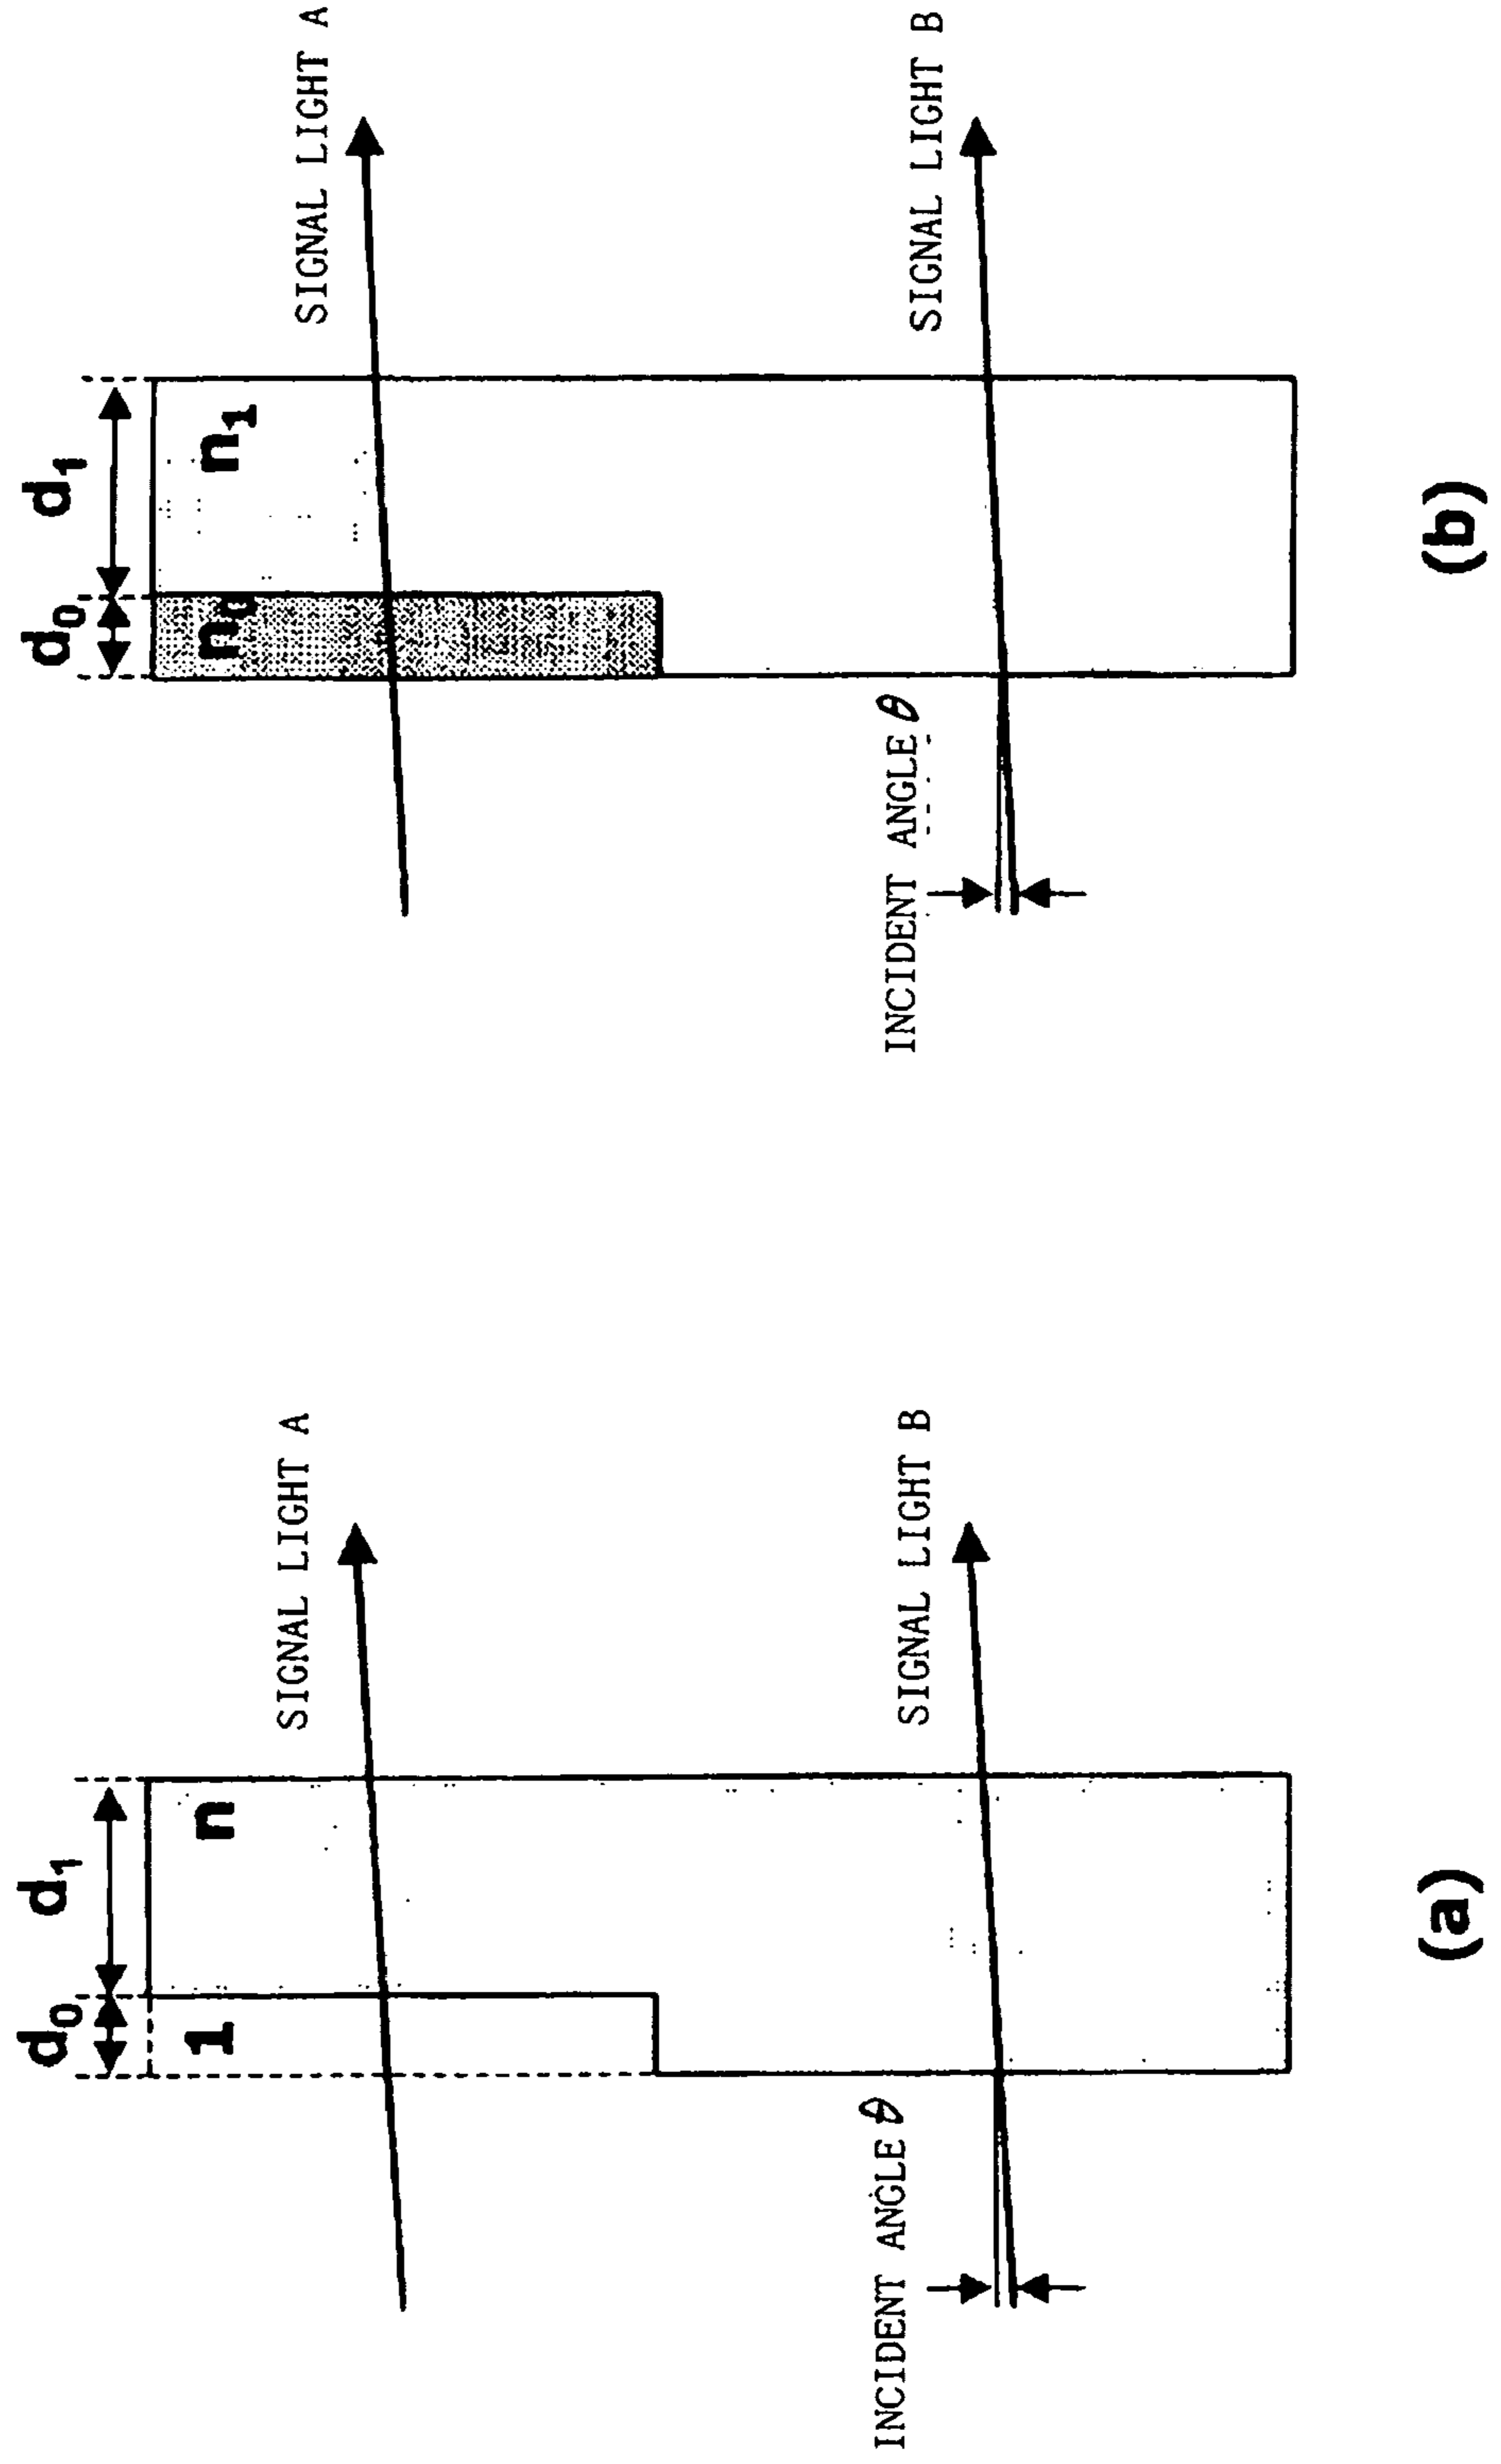 d0 d1
1
n
SIGNAL LIGHT A
INCIDENT ANGLE θ
SIGNAL LIGHT B
(a)
d0 d1
n0
n1
SIGNAL LIGHT A
INCIDENT ANGLE θ
SIGNAL LIGHT B
(b)